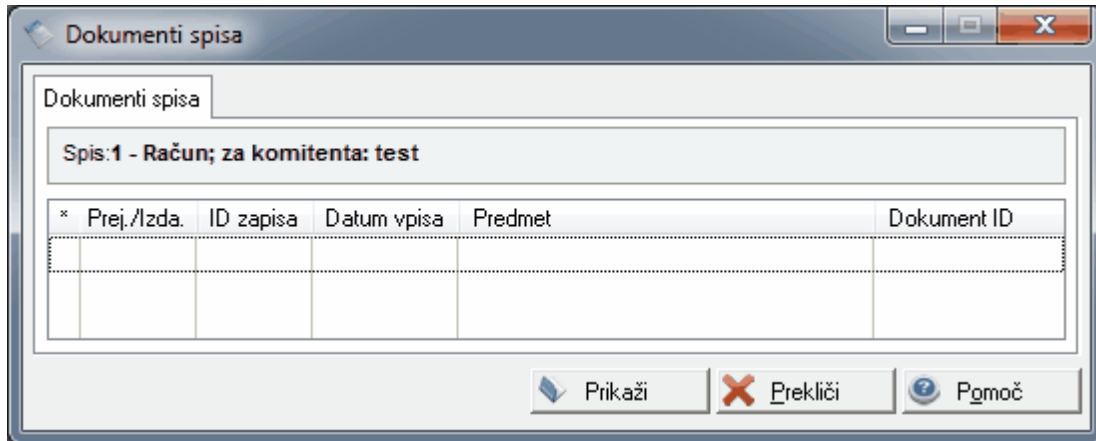 Dokumenti spisa
Dokumenti spisa
Spis:1 - Račun; za komitenta: test
* Prej./Izda. ID zapisa Datum vpisa Predmet Dokument ID
Prikaži Prekliči Pomoč